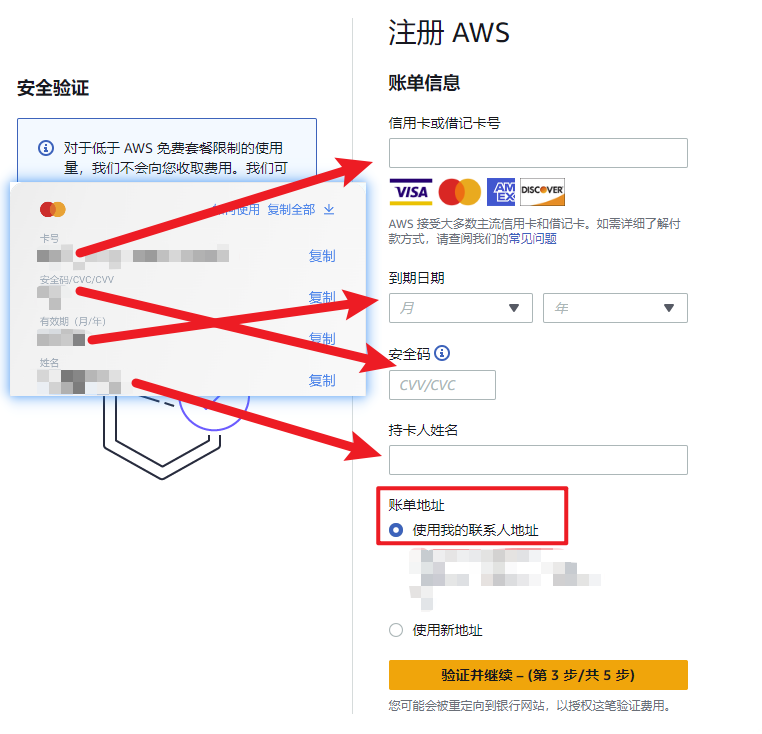 注册 AWS
安全验证
对于低于 AWS 免费套餐限制的使用
量，我们不会向您收取费用。我们可
使用 复制全部
卡号
复制
安全码/CVC/CVV
复制
有效期（月/年）
复制
姓名
复制
账单信息
信用卡或借记卡号
VISA
AM
EX
DISCOVER
AWS 接受大多数主流信用卡和借记卡。如需详细了解付
款方式，请查阅我们的常见问题
到期日期
月
年
安全码
CVV/CVC
持卡人姓名
账单地址
使用我的联系人地址
使用新地址
验证并继续 – (第 3 步/共 5 步)
您可能会被重定向到银行网站，以授权这笔验证费用。